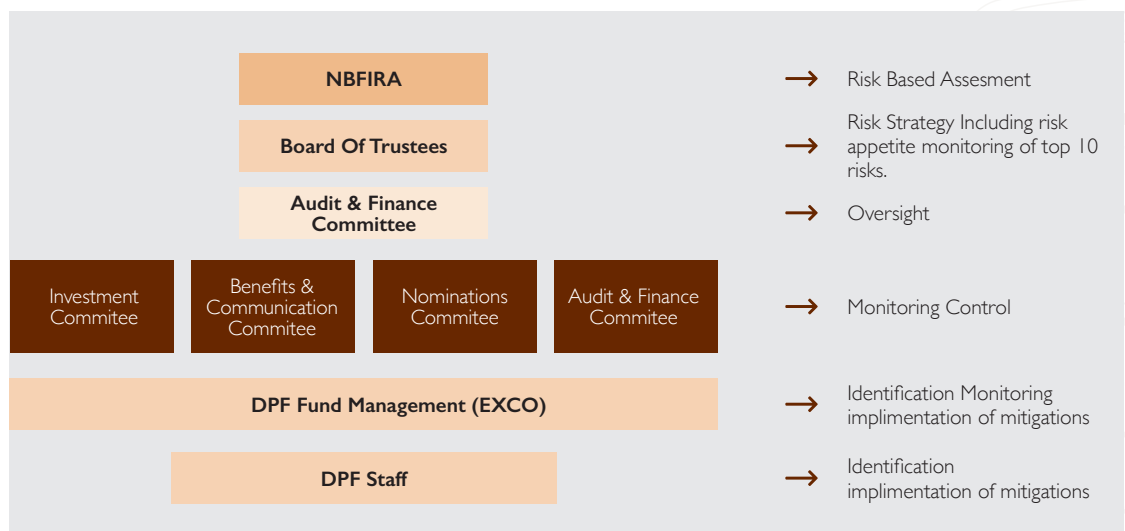 NBFIRA
Risk Based Assesment
Board Of Trustees
Risk Strategy Including risk
appetite monitoring of top 10
risks.
Audit & Finance
Committee
Oversight
Investment
Commitee
Benefits &
Communication
Commitee
Nominations
Commitee
Audit & Finance
Commitee
Monitoring Control
DPF Fund Management (EXCO)
Identification Monitoring
implimentation of mitigations
DPF Staff
Identification
implimentation of mitigations